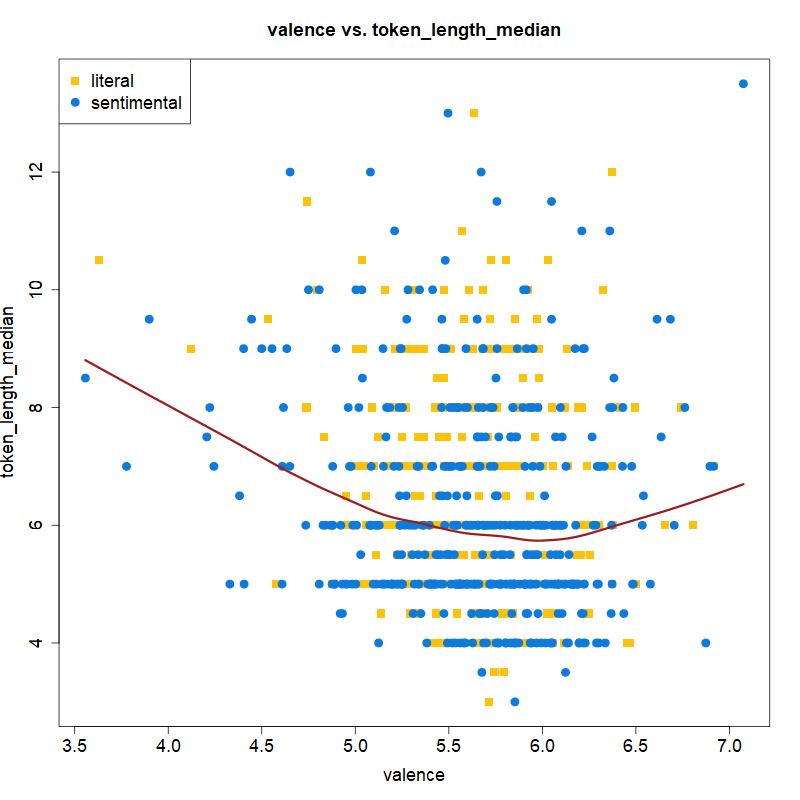 valence vs. token_length_median
literal
sentimental
token_length_median
12
10
8
6
4
3.5 4.0 4.5 5.0 5.5 6.0 6.5 7.0
valence